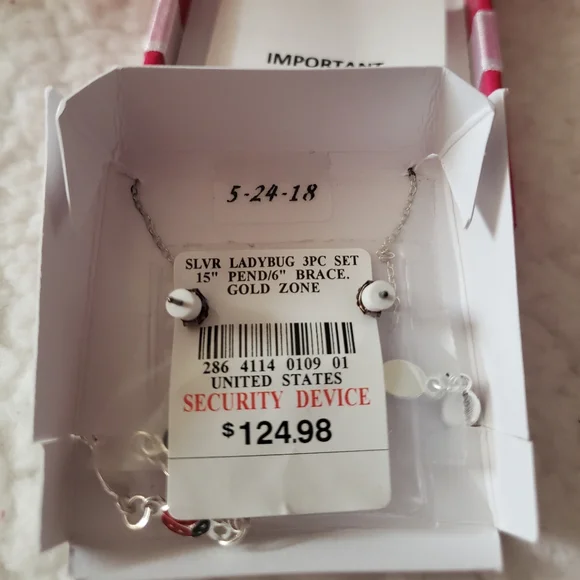 IMPORTANT
5-24-18
SLVR LADYBUG 3PC SET
15" PEND/6" BRACE.
GOLD ZONE
286 4114 0109 01
UNITED STATES
SECURITY DEVICE
$124.98